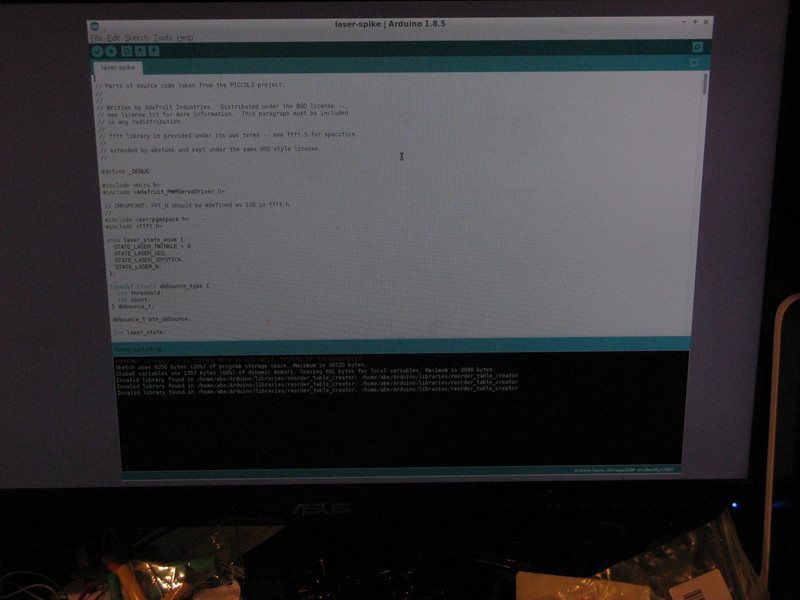 laser-spike | Arduino 1.8.5
File Edit Sketch Tools Help
laser-spike
// Parts of source code taken from the PICCOLO project:
//
//
// Written by Adafruit Industries. Distributed under the BSD license --
// see license.txt for more information. This paragraph must be included
// in any redistribution.
//
// ffft library is provided under its own terms -- see ffft.S for specifics.
//
// extended by abetusk and kept under the same BSD style license.
//
#define _DEBUG
#include <Wire.h>
#include <Adafruit_PWMServoDriver.h>
// IMPORTANT: FFT_N should be #defined as 128 in ffft.h.
//
#include <avr/pgmspace.h>
#include <ffft.h>
enum laser_state_enum {
STATE_LASER_TWINKLE = 0,
STATE_LASER_GEQ,
STATE_LASER_JOYSTICK,
STATE_LASER_N,
};
typedef struct debounce_type {
int threshold;
int count;
} debounce_t;
debounce_t btn_debounce;
int laser_state;
Done uploading.
Sketch uses 8256 bytes (26%) of program storage space. Maximum is 30720 bytes.
Global variables use 1357 bytes (66%) of dynamic memory, leaving 691 bytes for local variables. Maximum is 2048 bytes.
Invalid library found in /home/abe/Arduino/libraries/reorder_table_creator: /home/abe/Arduino/libraries/reorder_table_creator
Invalid library found in /home/abe/Arduino/libraries/reorder_table_creator: /home/abe/Arduino/libraries/reorder_table_creator
Invalid library found in /home/abe/Arduino/libraries/reorder_table_creator: /home/abe/Arduino/libraries/reorder_table_creator
ASUS